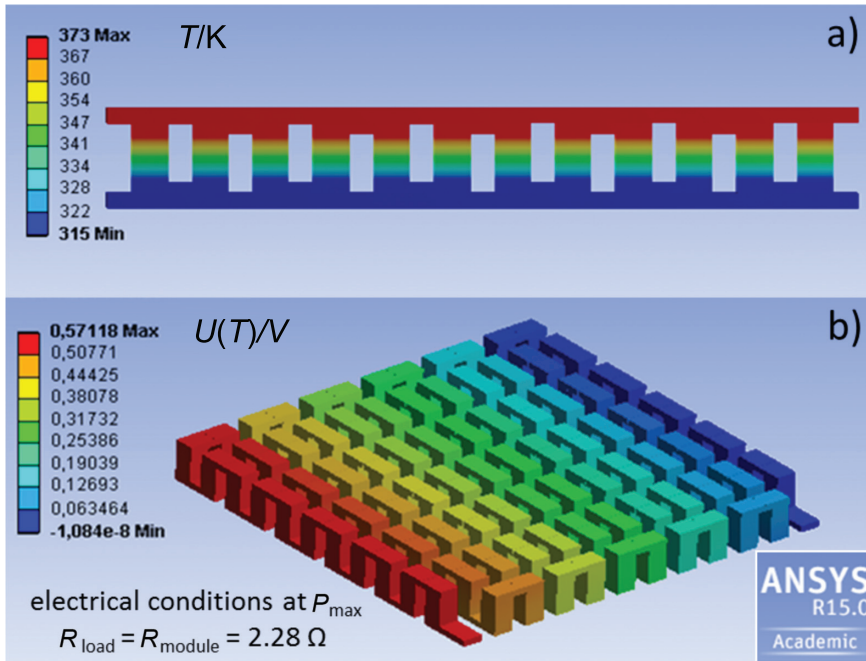 373 Max
367
360
354
347
341
334
328
322
315 Min
T/K
a)
0,57118 Max
0,50771
0,44425
0,38078
0,31732
0,25386
0,19039
0,12693
0,063464
-1,084e-8 Min
U(T)/V
b)
electrical conditions at Pmax
Rload = Rmodule = 2.28 Ω
ANSYS
R15.0
Academic